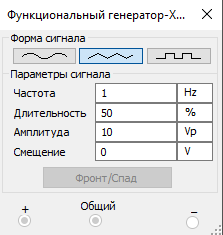 Функциональный генератор-X...
Форма сигнала
Параметры сигнала
Частота 1 Hz
Длительность 50 %
Амплитуда 10 Vp
Смещение 0 V
Фронт/Спад
+ Общий −